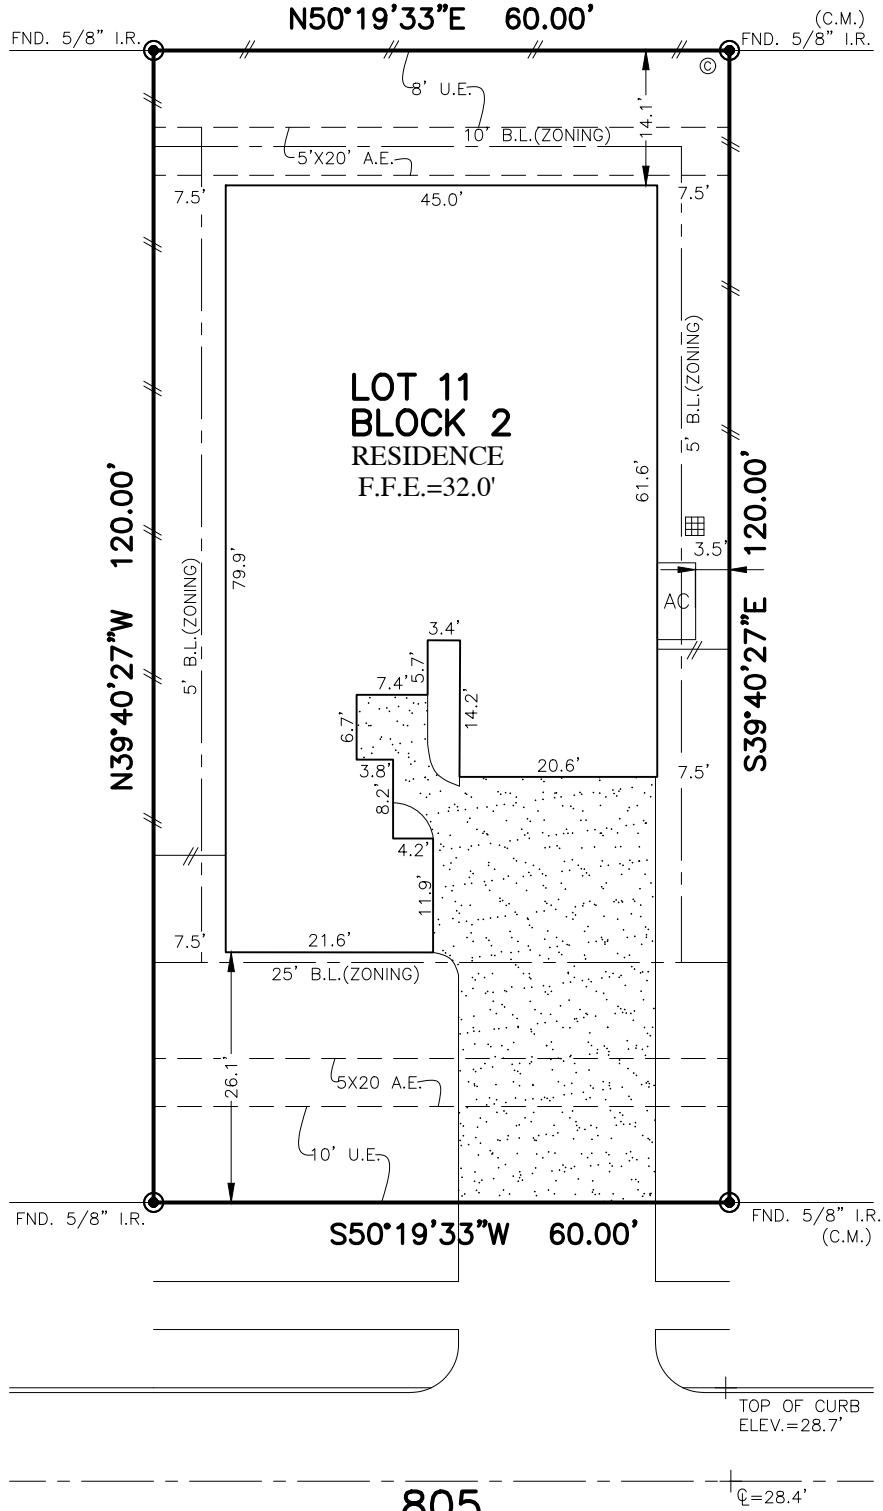 N50°19'33"E 60.00'
(C.M.)
FND. 5/8" I.R.
FND. 5/8" I.R.
©
8' U.E.
14.1'
10' B.L.(ZONING)
5'X20' A.E.
7.5'
7.5'
45.0'
5' B.L.(ZONING)
LOT 11
BLOCK 2
RESIDENCE
F.F.E.=32.0'
61.6'
N39°40'27"W 120.00'
S39°40'27"E 120.00'
79.9'
3.5'
5' B.L.(ZONING)
AC
3.4'
5.7'
7.4'
14.2'
6.7'
3.8'
20.6'
7.5'
8.2'
4.2'
11.9'
7.5'
21.6'
25' B.L.(ZONING)
26.1'
5X20 A.E.
10' U.E.
FND. 5/8" I.R.
FND. 5/8" I.R.
(C.M.)
S50°19'33"W 60.00'
TOP OF CURB
ELEV.=28.7'
℄=28.4'
805